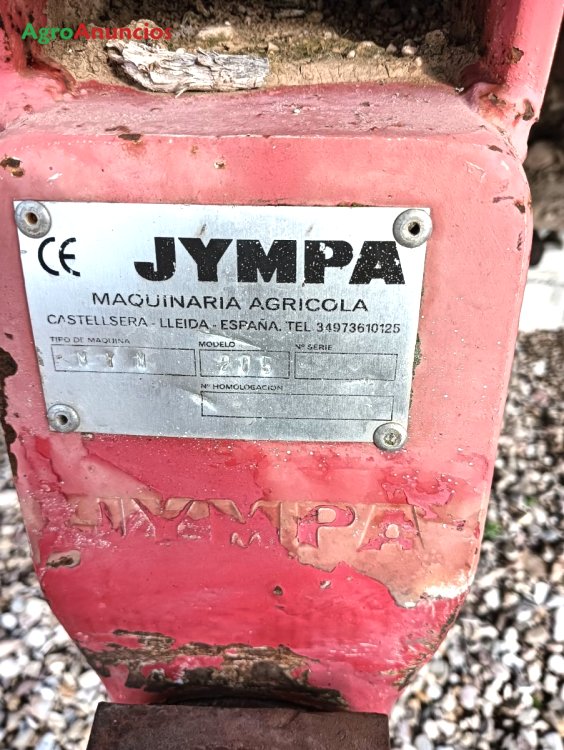 AgroAnuncios
CE JYMPA
MAQUINARIA AGRICOLA
CASTELLSERA - LLEIDA - ESPAÑA. TEL 34973610125
TIPO DE MAQUINA MODELO Nº SERIE
205
Nº HOMOLOGACION
JYMPA